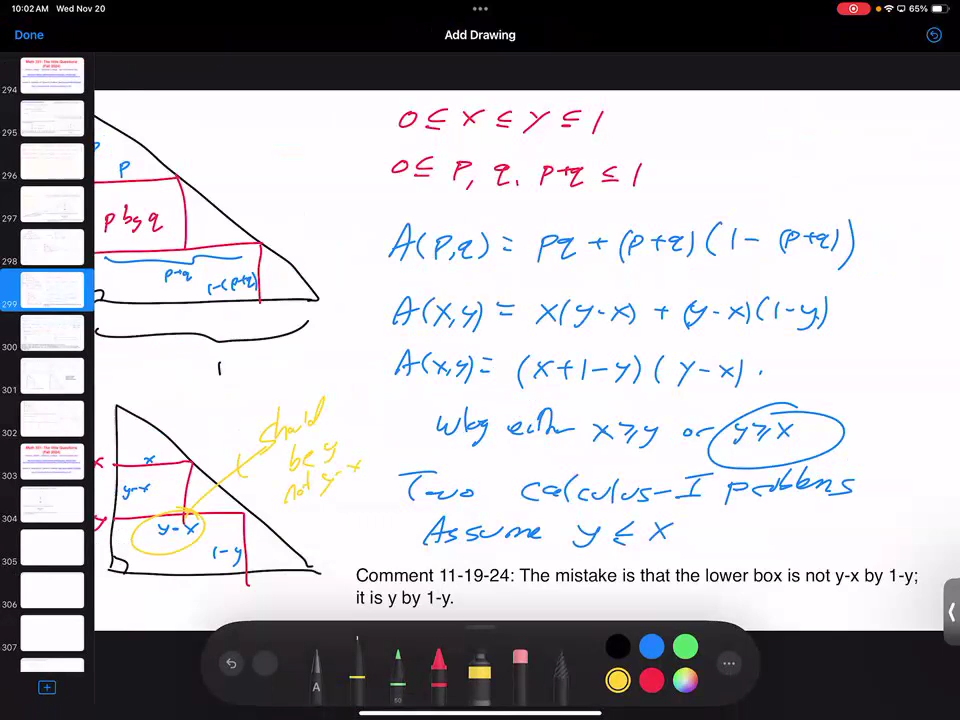 10:02 AM Wed Nov 20
65%
Done
Add Drawing
294
295
296
297
298
299
300
301
302
303
304
305
306
307
0 ≤ x ≤ y ≤ 1
0 ≤ p, q, p+q ≤ 1
p
p
p by q
p+q
1-(p+q)
1
A(p,q) = pq + (p+q)(1-(p+q))
A(x,y) = x(y-x) + (y-x)(1-y)
A(x,y) = (x+1-y)(y-x).
wlog either x ≥ y or y ≥ x
Two calculus-I problems
Assume y ≤ x
should
be y
not y-x
x
x
y-x
y
y-x
1-y
Comment 11-19-24: The mistake is that the lower box is not y-x by 1-y;
it is y by 1-y.
A